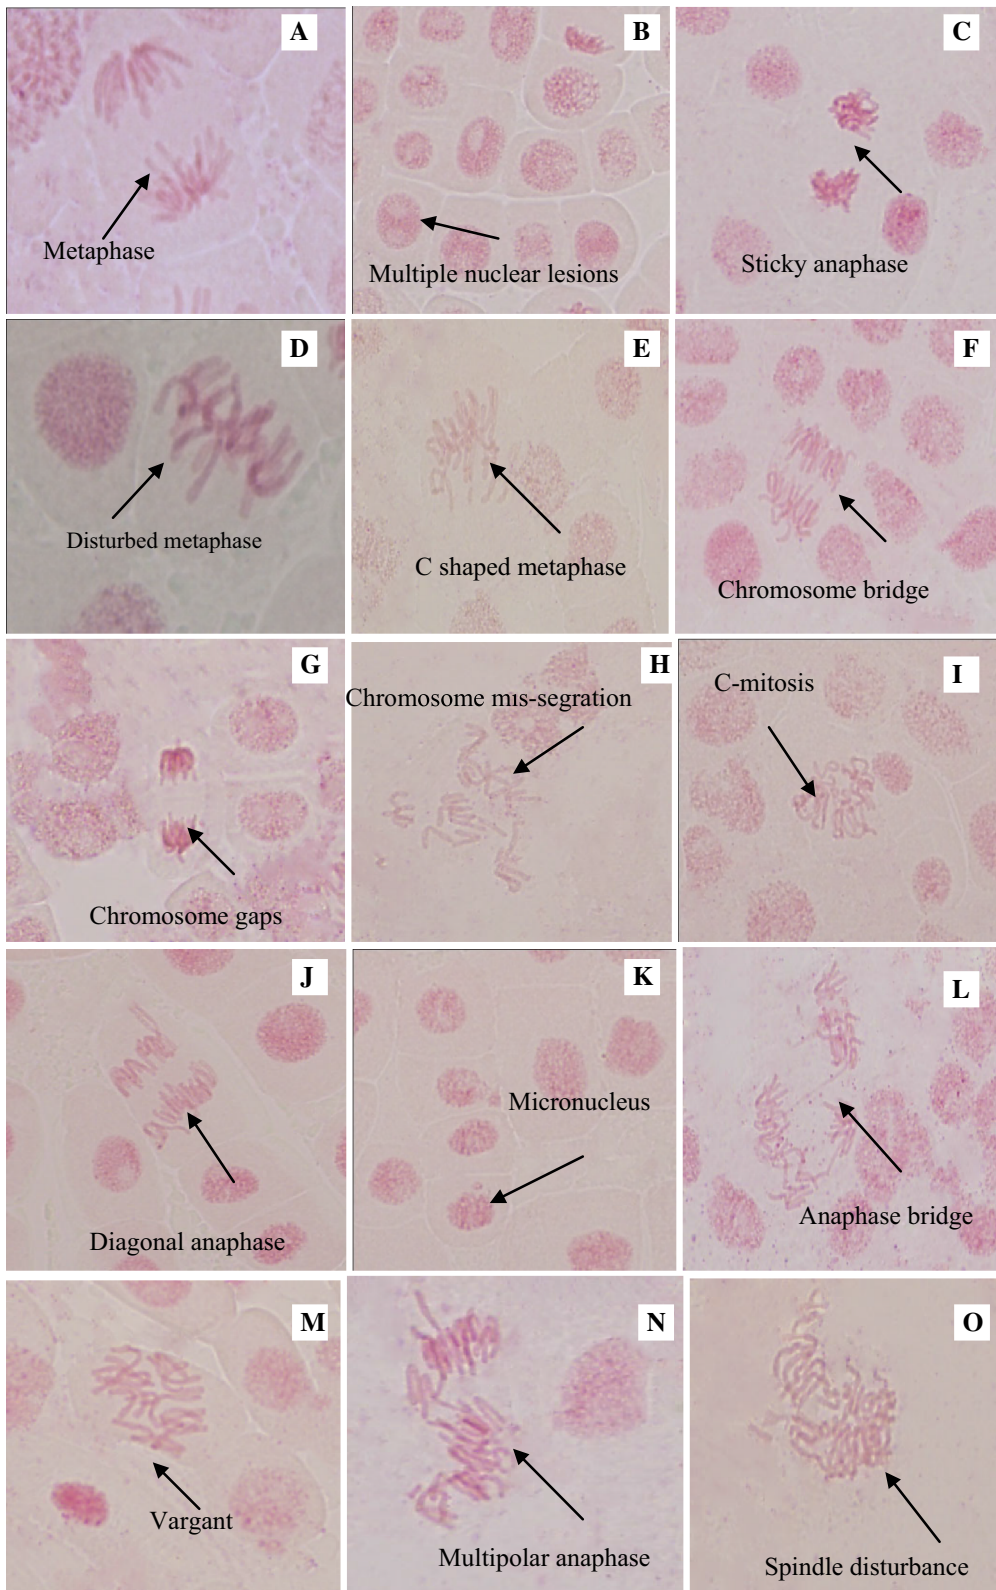 A
Metaphase
B
Multiple nuclear lesions
C
Sticky anaphase
D
Disturbed metaphase
E
C shaped metaphase
F
Chromosome bridge
G
Chromosome gaps
H
Chromosome mis-segration
I
C-mitosis
J
Diagonal anaphase
K
Micronucleus
L
Anaphase bridge
M
Vargant
N
Multipolar anaphase
O
Spindle disturbance